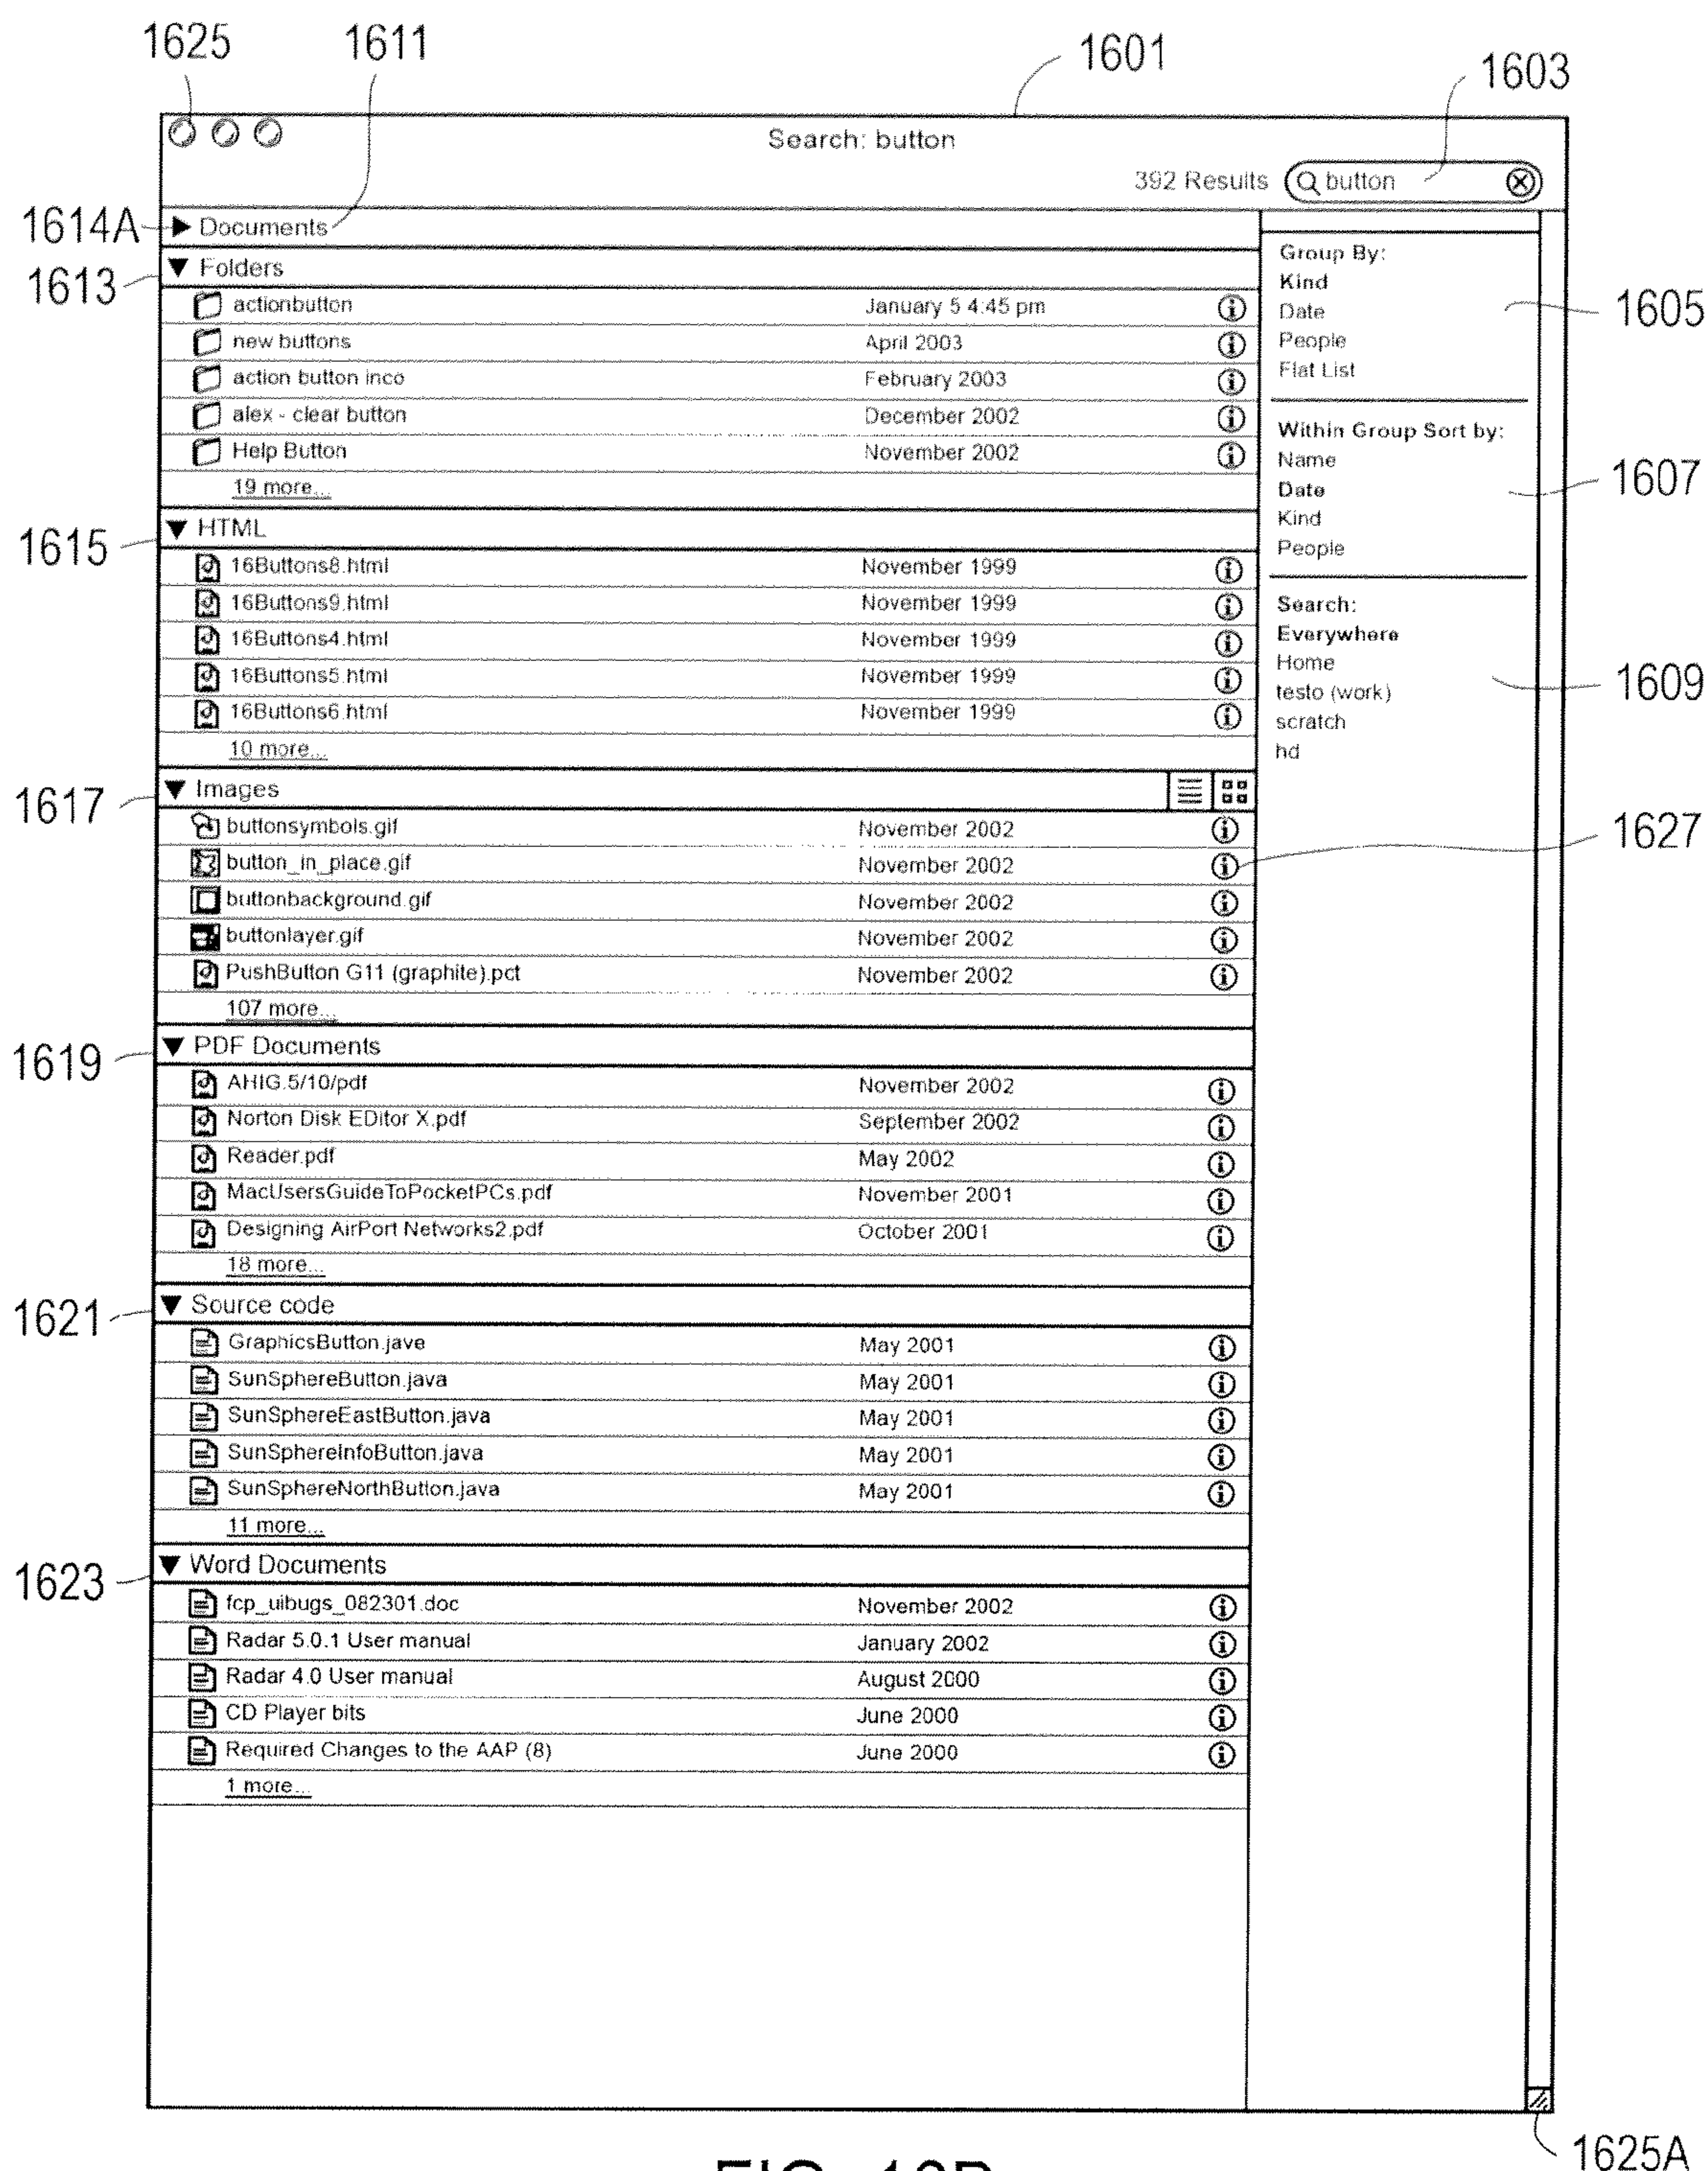 1625
1611
1601
1603
Search: button
392 Results
button
1614A
Documents
1613
Folders
actionbutton January 5 4:45 pm
new buttons April 2003
action button inco February 2003
alex - clear button December 2002
Help Button November 2002
19 more...
1615
HTML
16Buttons8.html November 1999
16Buttons9.html November 1999
16Buttons4.html November 1999
16Buttons5.html November 1999
16Buttons6.html November 1999
10 more...
1617
Images
buttonsymbols.gif November 2002
button_in_place.gif November 2002
buttonbackground.gif November 2002
buttonlayer.gif November 2002
PushButton G11 (graphite).pct November 2002
107 more...
1619
PDF Documents
AHIG.5/10/pdf November 2002
Norton Disk EDitor X.pdf September 2002
Reader.pdf May 2002
MacUsersGuideToPocketPCs.pdf November 2001
Designing AirPort Networks2.pdf October 2001
18 more...
1621
Source code
GraphicsButton.jave May 2001
SunSphereButton.java May 2001
SunSphereEastButton.java May 2001
SunSphereInfoButton.java May 2001
SunSphereNorthButton.java May 2001
11 more...
1623
Word Documents
fcp_uibugs_082301.doc November 2002
Radar 5.0.1 User manual January 2002
Radar 4.0 User manual August 2000
CD Player bits June 2000
Required Changes to the AAP (8) June 2000
1 more...
Group By:
Kind
Date
People
Flat List
1605
Within Group Sort by:
Name
Date
Kind
People
1607
Search:
Everywhere
Home
testo (work)
scratch
hd
1609
1627
1625A